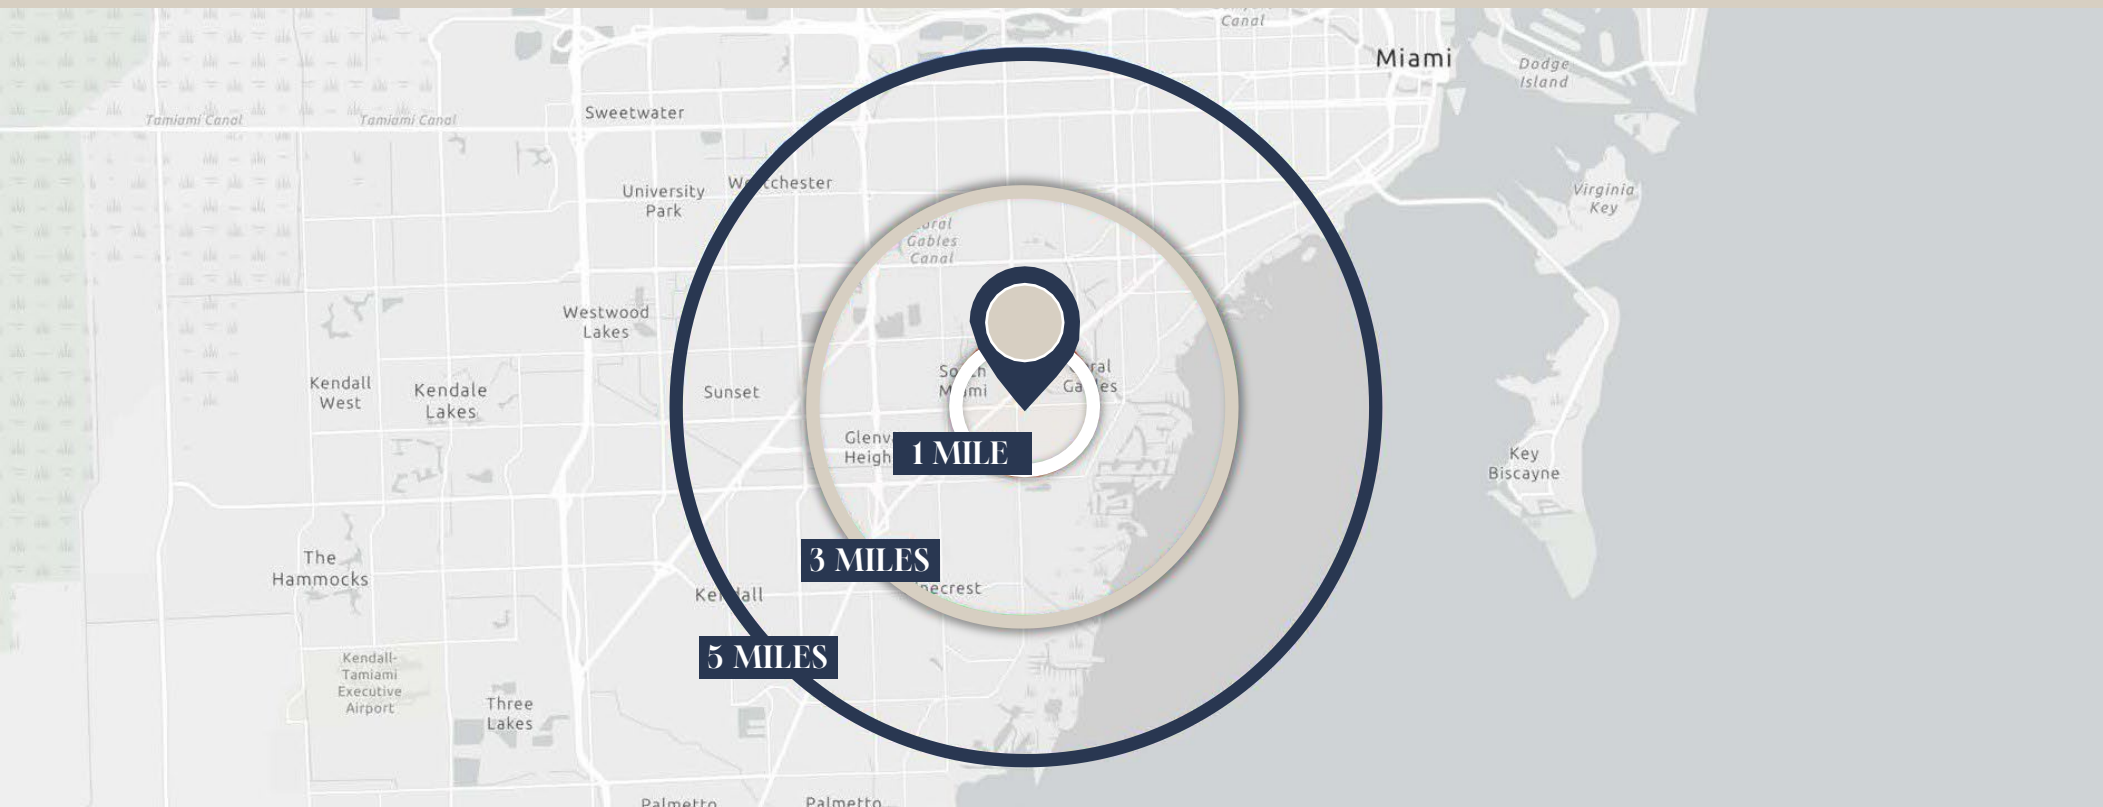 Canal
Miami
Dodge
Island
Sweetwater
Tamiami Canal
Tamiami Canal
University
Park
Virginia
Key
Gables
Canal
Westwood
Lakes
Kendall
West
Kendale
Lakes
Sunset
1 MILE
Key
Biscayne
The
Hammocks
3 MILES
5 MILES
Kendall-
Tamiami
Executive
Airport
Three
Lakes
Palmetto
Palmetto